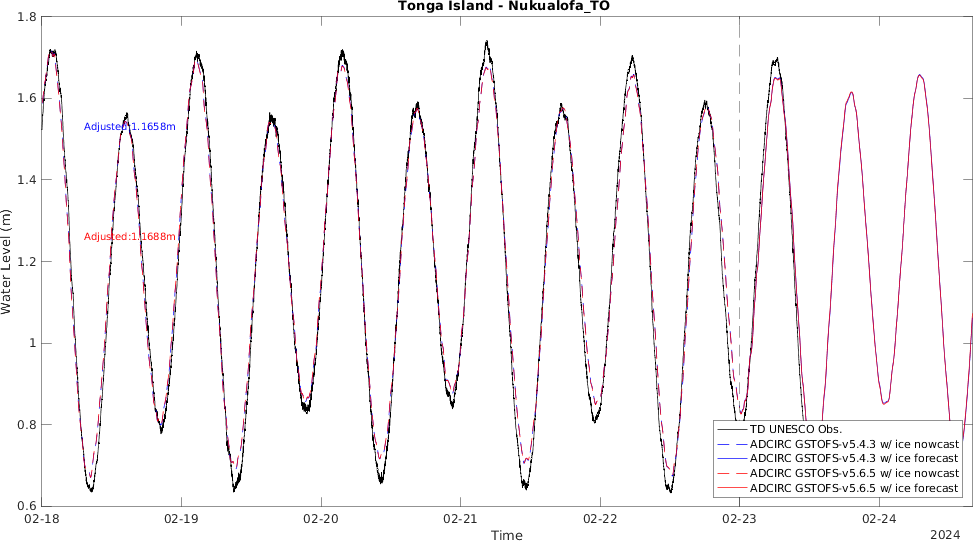 Tonga Island - Nukualofa_TO
Water Level (m)
1.8
1.6
1.4
1.2
1
0.8
0.6
Adjusted:1.1658m
Adjusted:1.1688m
TD UNESCO Obs.
ADCIRC GSTOFS-v5.4.3 w/ ice nowcast
ADCIRC GSTOFS-v5.4.3 w/ ice forecast
ADCIRC GSTOFS-v5.6.5 w/ ice nowcast
ADCIRC GSTOFS-v5.6.5 w/ ice forecast
02-18 02-19 02-20 02-21 02-22 02-23 02-24
Time
2024